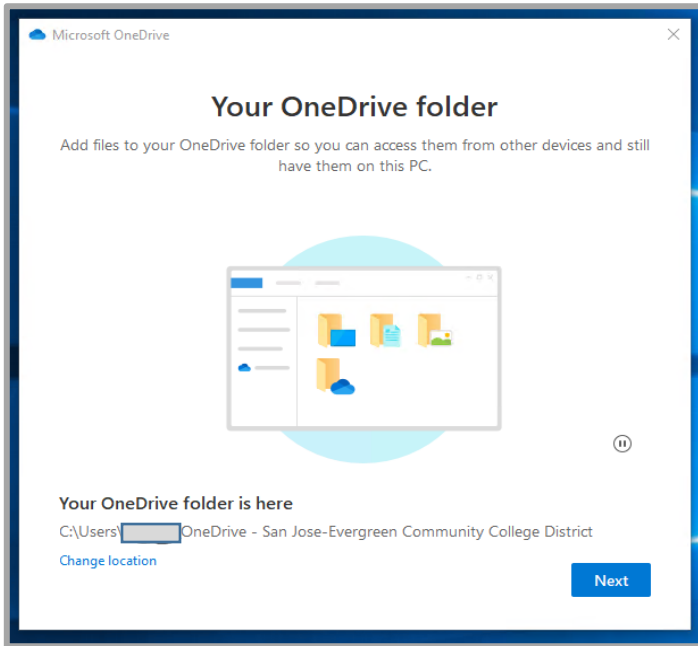 Microsoft OneDrive
Your OneDrive folder
Add files to your OneDrive folder so you can access them from other devices and still
have them on this PC.
Your OneDrive folder is here
C:\Users\ OneDrive - San Jose-Evergreen Community College District
Change location
Next